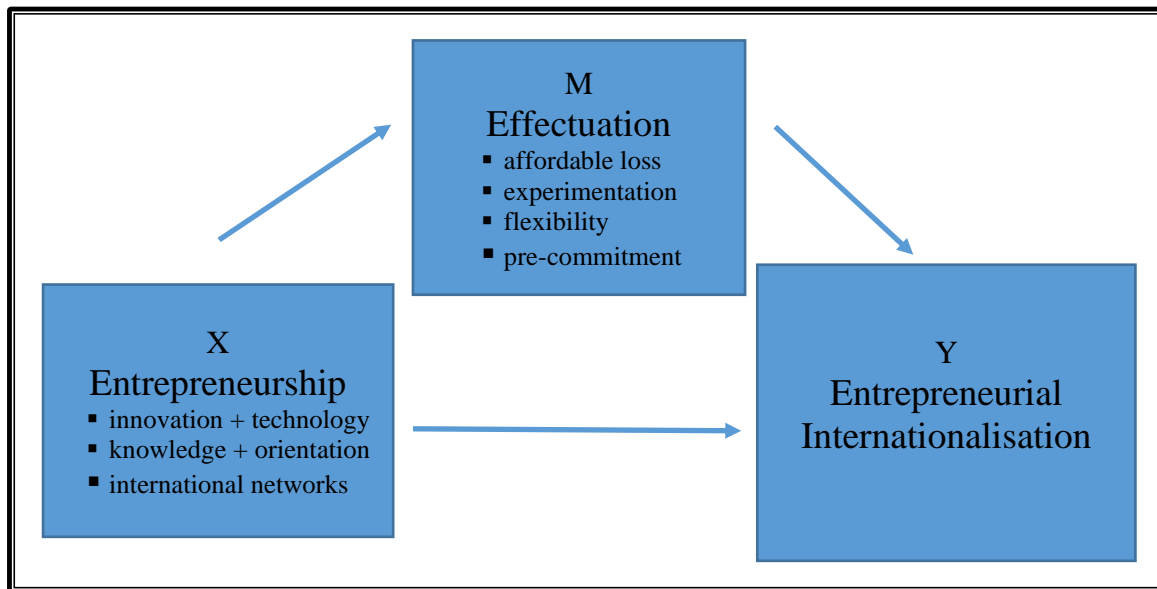 M
Effectuation
▪ affordable loss
▪ experimentation
▪ flexibility
▪ pre-commitment
X
Entrepreneurship
▪ innovation + technology
▪ knowledge + orientation
▪ international networks
Y
Entrepreneurial
Internationalisation